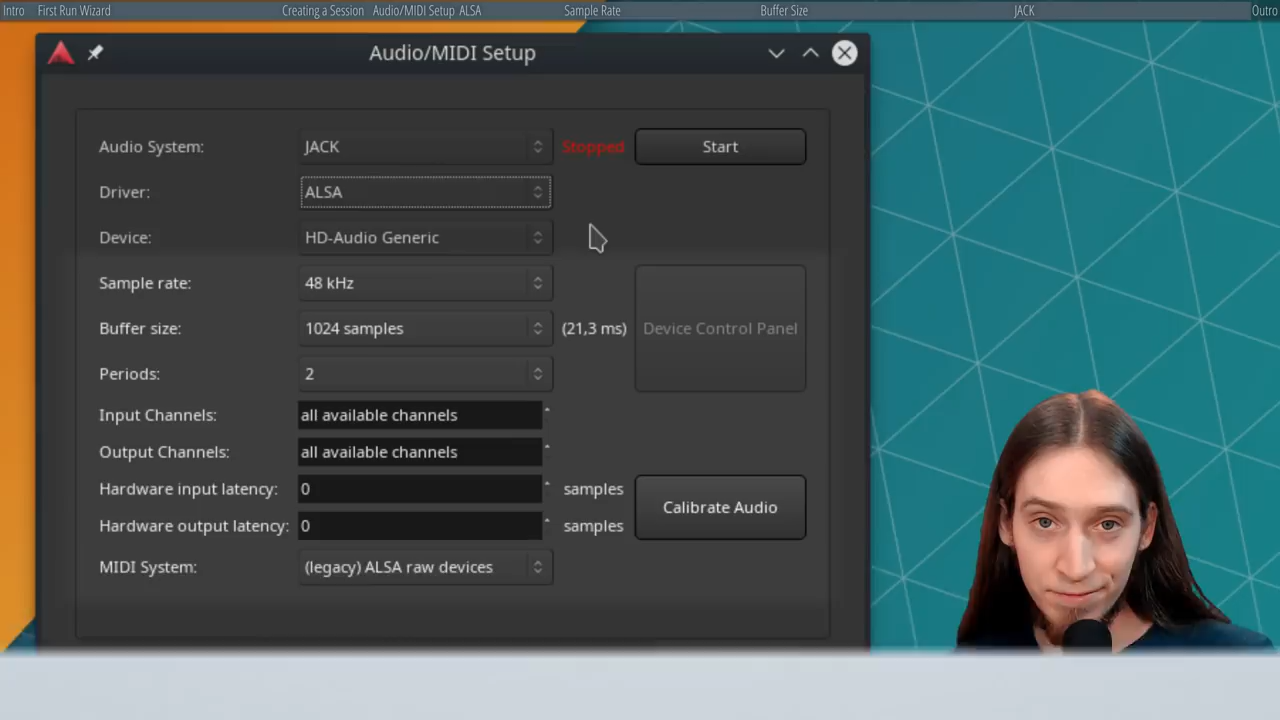 Intro First Run Wizard Creating a Session Audio/MIDI Setup ALSA Sample Rate Buffer Size JACK Outro
Audio/MIDI Setup
Audio System: JACK Stopped Start
Driver: ALSA
Device: HD-Audio Generic
Sample rate: 48 kHz
Buffer size: 1024 samples (21,3 ms) Device Control Panel
Periods: 2
Input Channels: all available channels
Output Channels: all available channels
Hardware input latency: 0 samples
Calibrate Audio
Hardware output latency: 0 samples
MIDI System: (legacy) ALSA raw devices